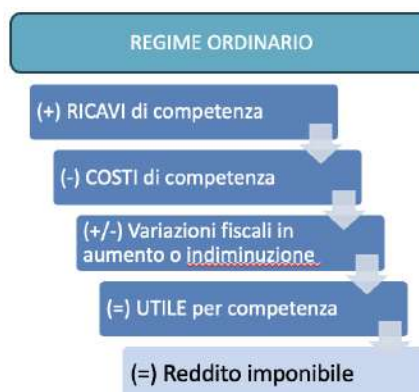 REGIME ORDINARIO
(+) RICAVI di competenza
(-) COSTI di competenza
(+/-) Variazioni fiscali in
aumento o indiminuzione
(=) UTILE per competenza
(=) Reddito imponibile